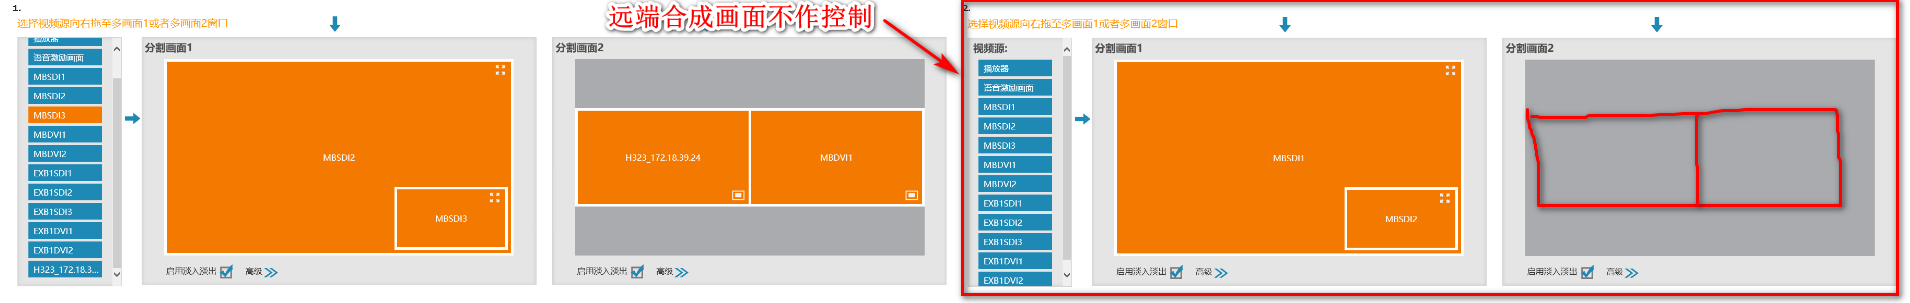 1.
选择视频源向右拖至多画面1或者多画面2窗口
播放器
语音激励画面
MBSDI1
MBSDI2
MBSDI3
MBDVI1
MBDVI2
EXB1SDI1
EXB1SDI2
EXB1SDI3
EXB1DVI1
EXB1DVI2
H323_172.18.3...
分割画面1
MBSDI2
MBSDI3
启用淡入淡出
高级
分割画面2
H323_172.18.39.24
MBDVI1
启用淡入淡出
高级
远端合成画面不作控制
2.
选择视频源向右拖至多画面1或者多画面2窗口
视频源:
播放器
语音激励画面
MBSDI1
MBSDI2
MBSDI3
MBDVI1
MBDVI2
EXB1SDI1
EXB1SDI2
EXB1SDI3
EXB1DVI1
EXB1DVI2
分割画面1
MBSDI1
MBSDI2
启用淡入淡出
高级
分割画面2
启用淡入淡出
高级